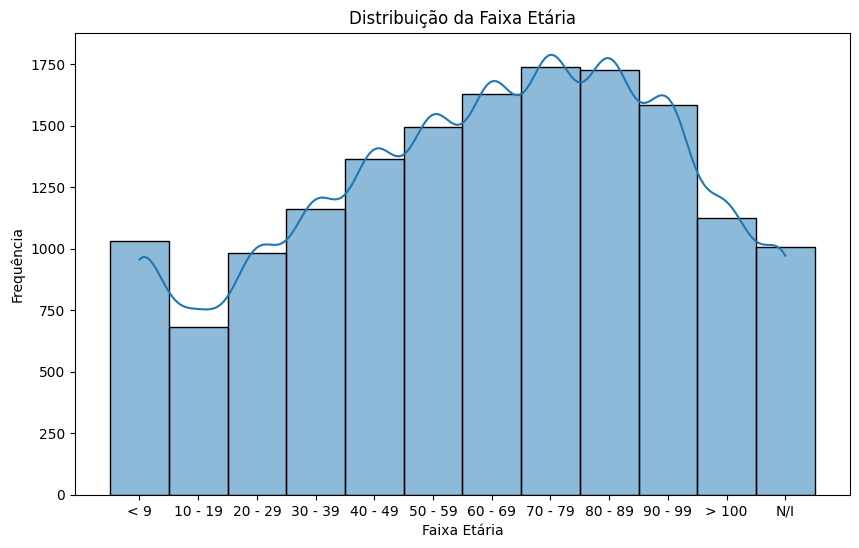 Distribuição da Faixa Etária
Frequência
1750
1500
1250
1000
750
500
250
0
< 9 10 - 19 20 - 29 30 - 39 40 - 49 50 - 59 60 - 69 70 - 79 80 - 89 90 - 99 > 100 N/I
Faixa Etária